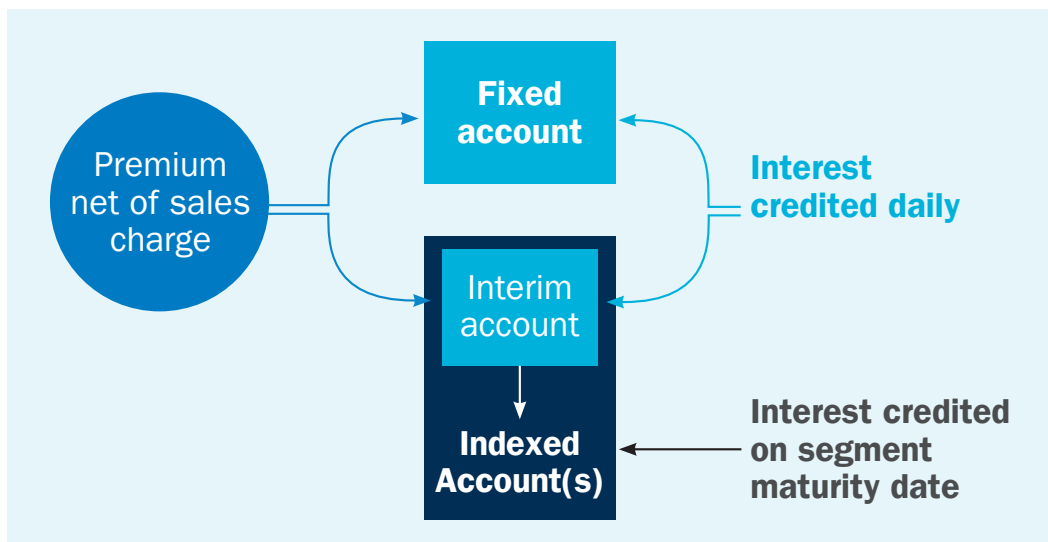 Premium
net of sales
charge
Fixed
account
Interest
credited daily
Interim
account
Indexed
Account(s)
Interest credited
on segment
maturity date